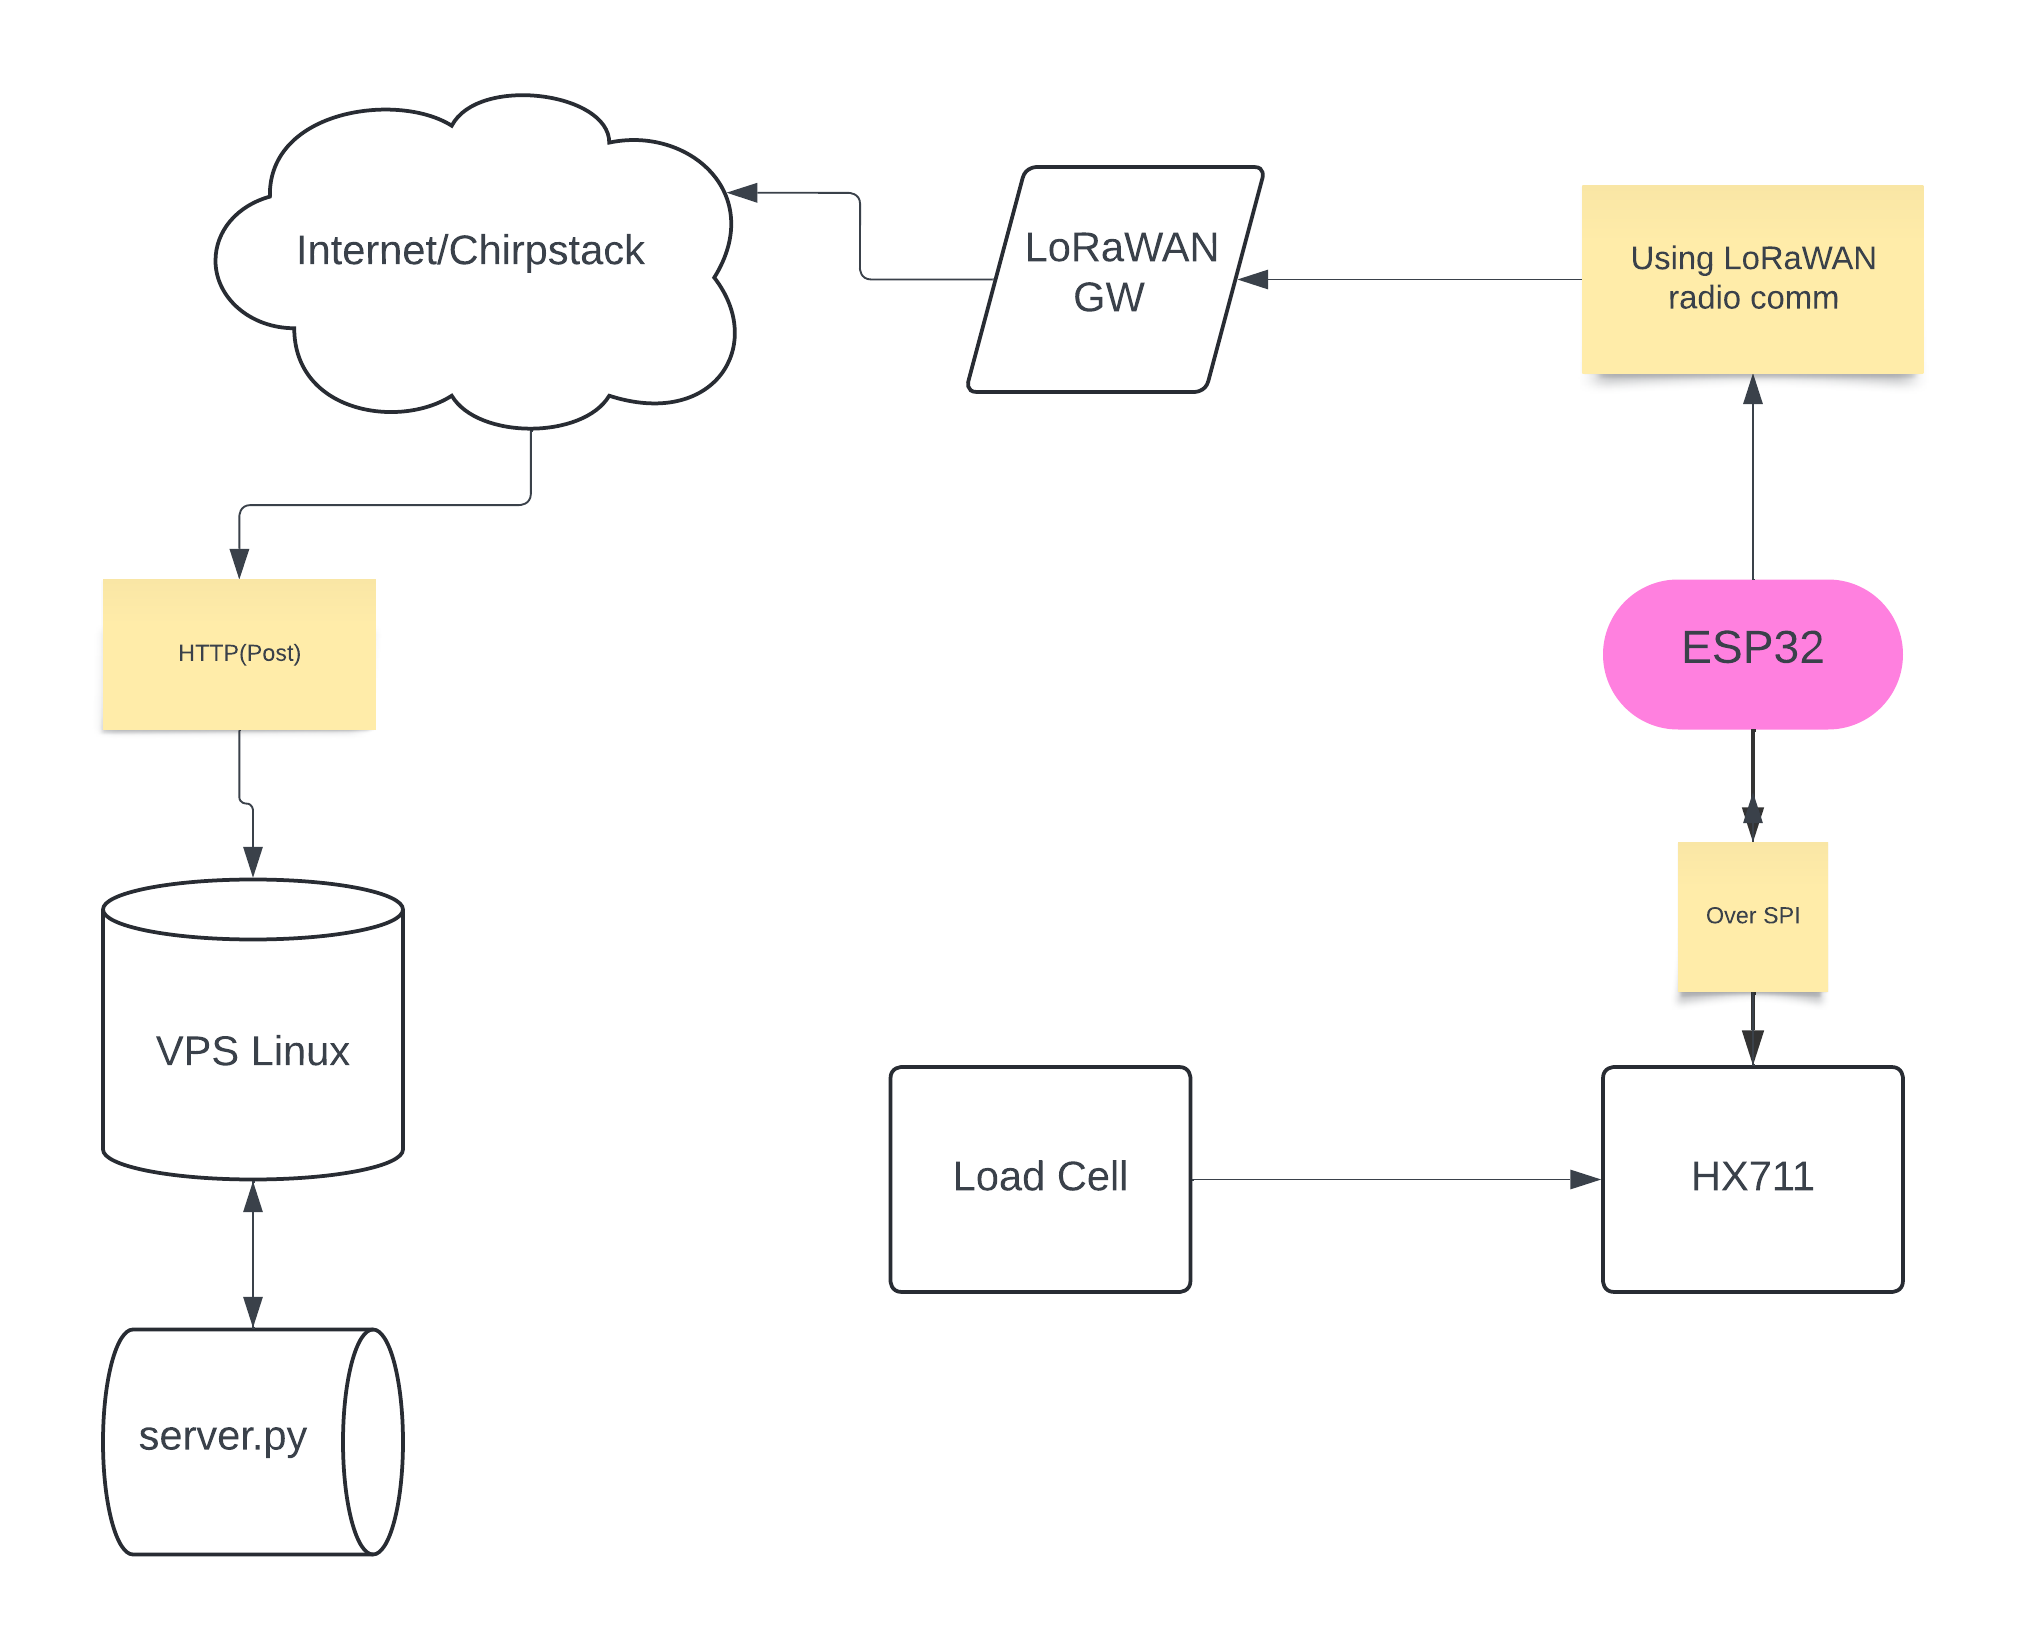 Internet/Chirpstack
LoRaWAN
GW
Using LoRaWAN
radio comm
HTTP(Post)
ESP32
Over SPI
VPS Linux
Load Cell
HX711
server.py